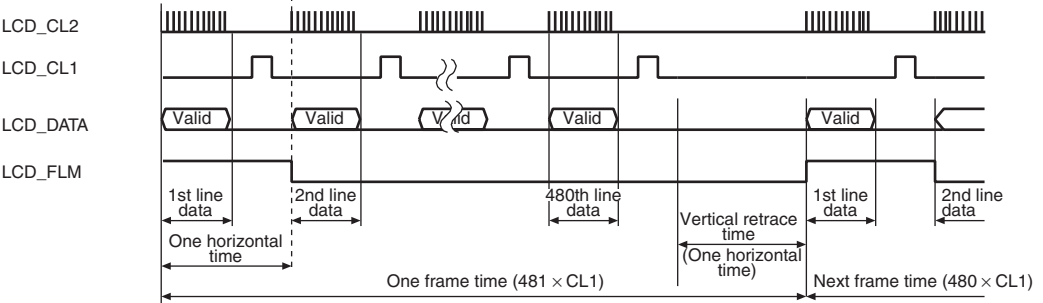 LCD_CL2
LCD_CL1
LCD_DATA
Valid
Valid
Valid
Valid
Valid
LCD_FLM
1st line
data
2nd line
data
480th line
data
1st line
data
2nd line
data
Vertical retrace
time
(One horizontal
time)
One horizontal
time
One frame time (481 × CL1)
Next frame time (480 × CL1)